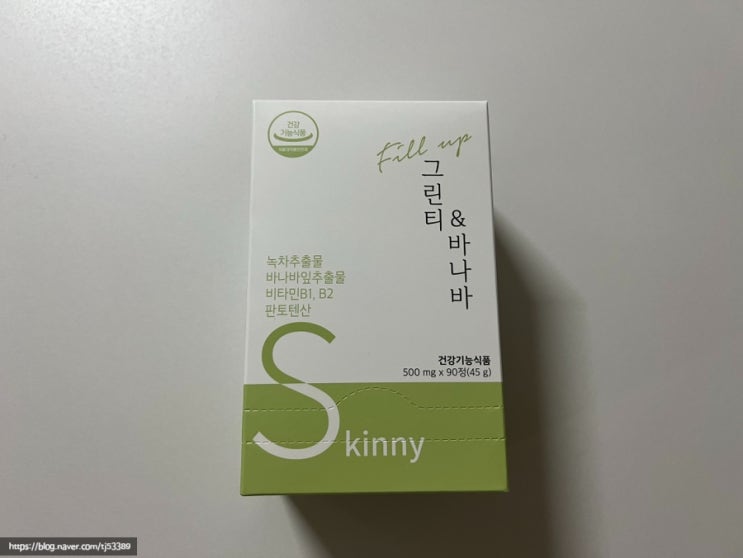 건강
기능식품
Fill up
그린티
&바나바
녹차추출물
바나바잎추출물
비타민B1, B2
판토텐산
건강기능식품
500 mg x 90정(45 g)
Skinny
https://blog.naver.com/tj53389